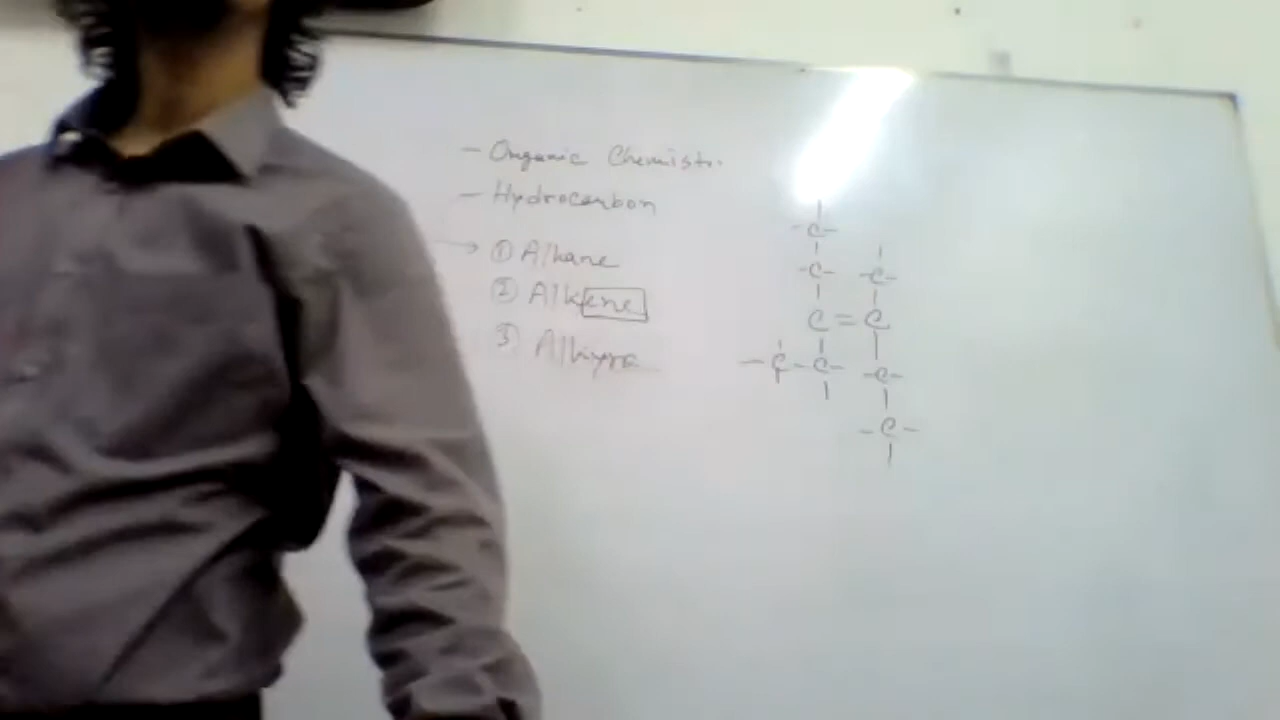 - Organic Chemistr
- Hydrocarbon
→ ① Alkane
② Alkene
③ Alkyne
-C-
-C- -C-
C = C
-C-C- -C-
-C-